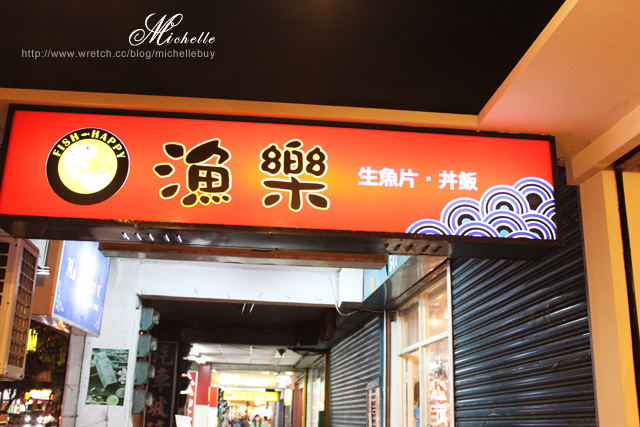 Michelle
http://www.wretch.cc/blog/michellebuy
FISH HAPPY
漁樂
生魚片·丼飯